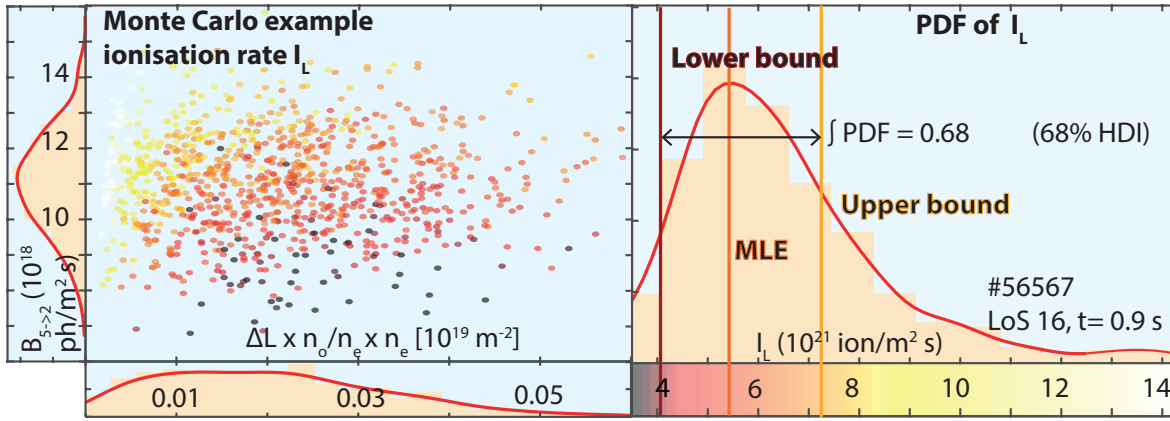 Monte Carlo example
ionisation rate I_L
14
12
10
B_5->2 (10^18
ph/m^2 s)
ΔL x n_o/n_e x n_e [10^19 m^-2]
0.01 0.03 0.05
PDF of I_L
Lower bound
∫ PDF = 0.68 (68% HDI)
Upper bound
MLE
#56567
LoS 16, t= 0.9 s
I_L (10^21 ion/m^2 s)
4 6 8 10 12 14